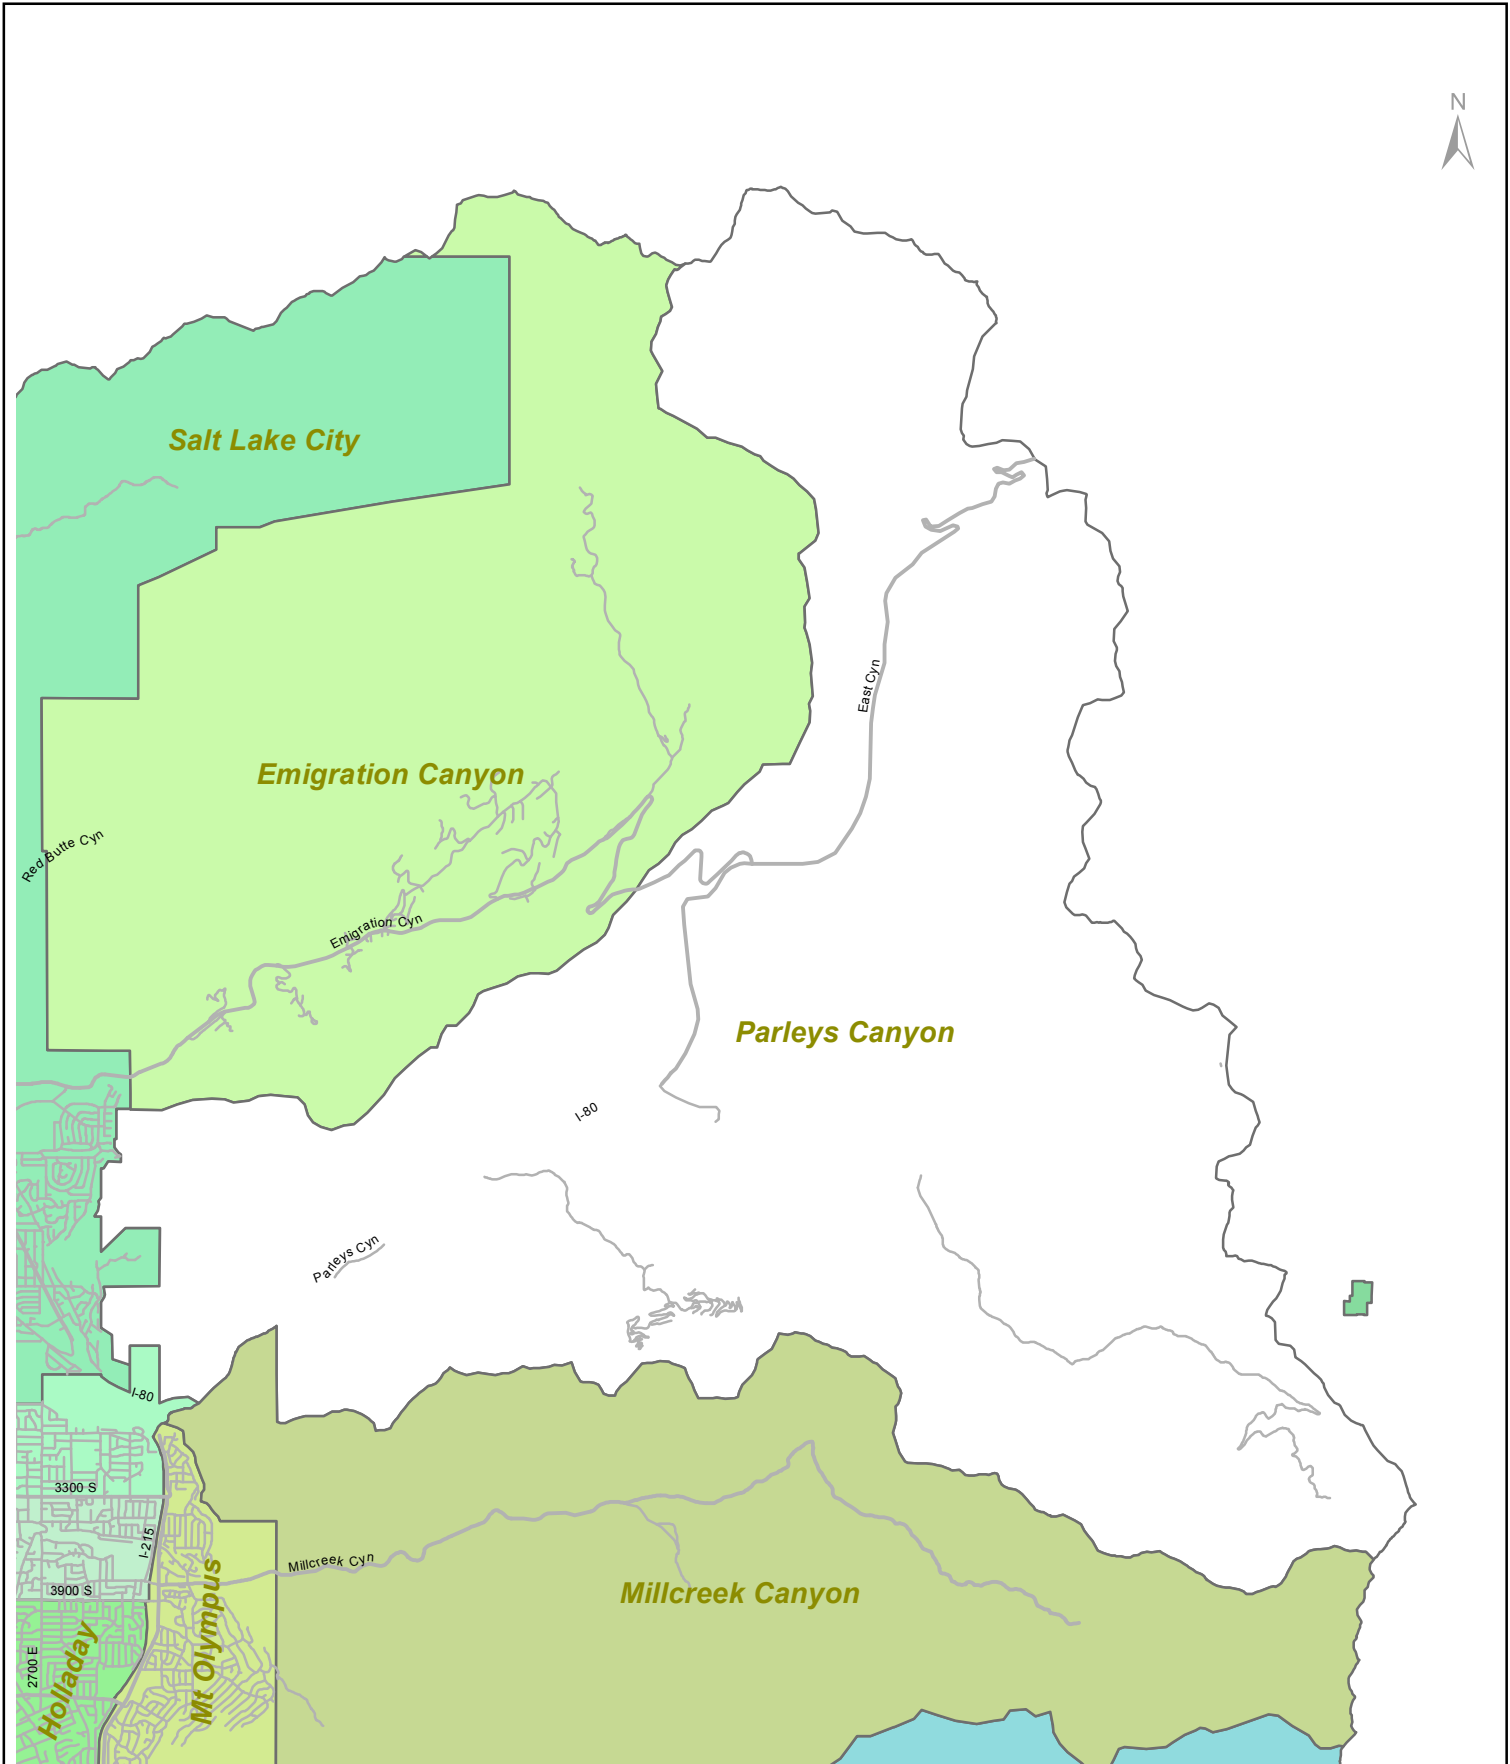 N
Salt Lake City
East Cyn
Emigration Canyon
Red Butte Cyn
Emigration Cyn
Parleys Canyon
I-80
Parleys Cyn
I-80
3300 S
I-215
Millcreek Cyn
3900 S
Millcreek Canyon
Mt Olympus
2700 E
Holladay